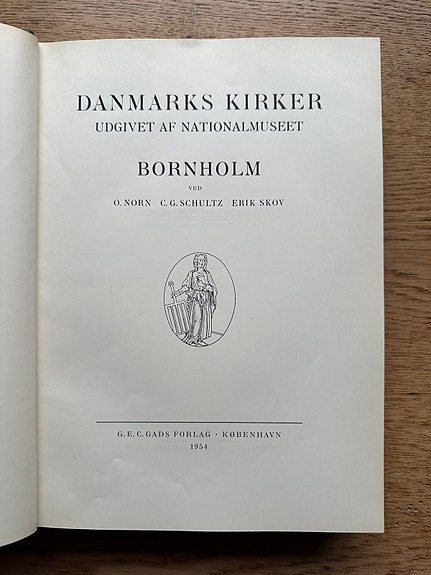 DANMARKS KIRKER
UDGIVET AF NATIONALMUSEET
BORNHOLM
VED
O. NORN C. G. SCHULTZ ERIK SKOV
G. E. C. GADS FORLAG · KØBENHAVN
1954